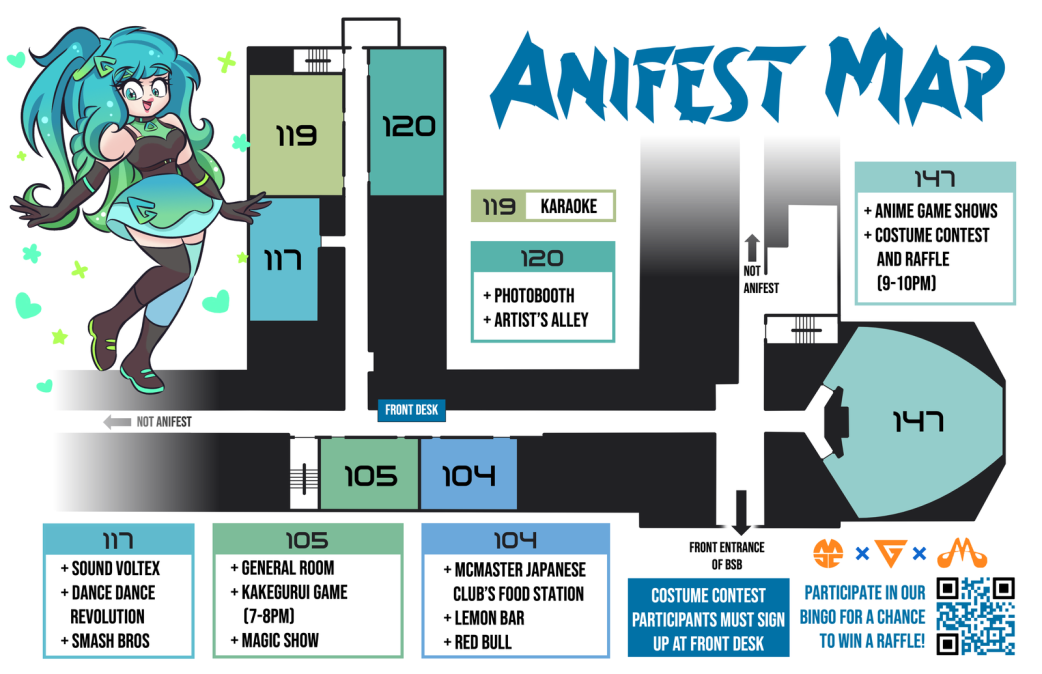 ANIFEST MAP
119
120
117
119 KARAOKE
120
+ PHOTOBOOTH
+ ARTIST'S ALLEY
147
+ ANIME GAME SHOWS
+ COSTUME CONTEST
AND RAFFLE
(9-10PM)
NOT
ANIFEST
FRONT DESK
NOT ANIFEST
147
105
104
117
+ SOUND VOLTEX
+ DANCE DANCE
REVOLUTION
+ SMASH BROS
105
+ GENERAL ROOM
+ KAKEGURUI GAME
(7-8PM)
+ MAGIC SHOW
104
+ MCMASTER JAPANESE
CLUB'S FOOD STATION
+ LEMON BAR
+ RED BULL
FRONT ENTRANCE
OF BSB
COSTUME CONTEST
PARTICIPANTS MUST SIGN
UP AT FRONT DESK
× ×
PARTICIPATE IN OUR
BINGO FOR A CHANCE
TO WIN A RAFFLE!